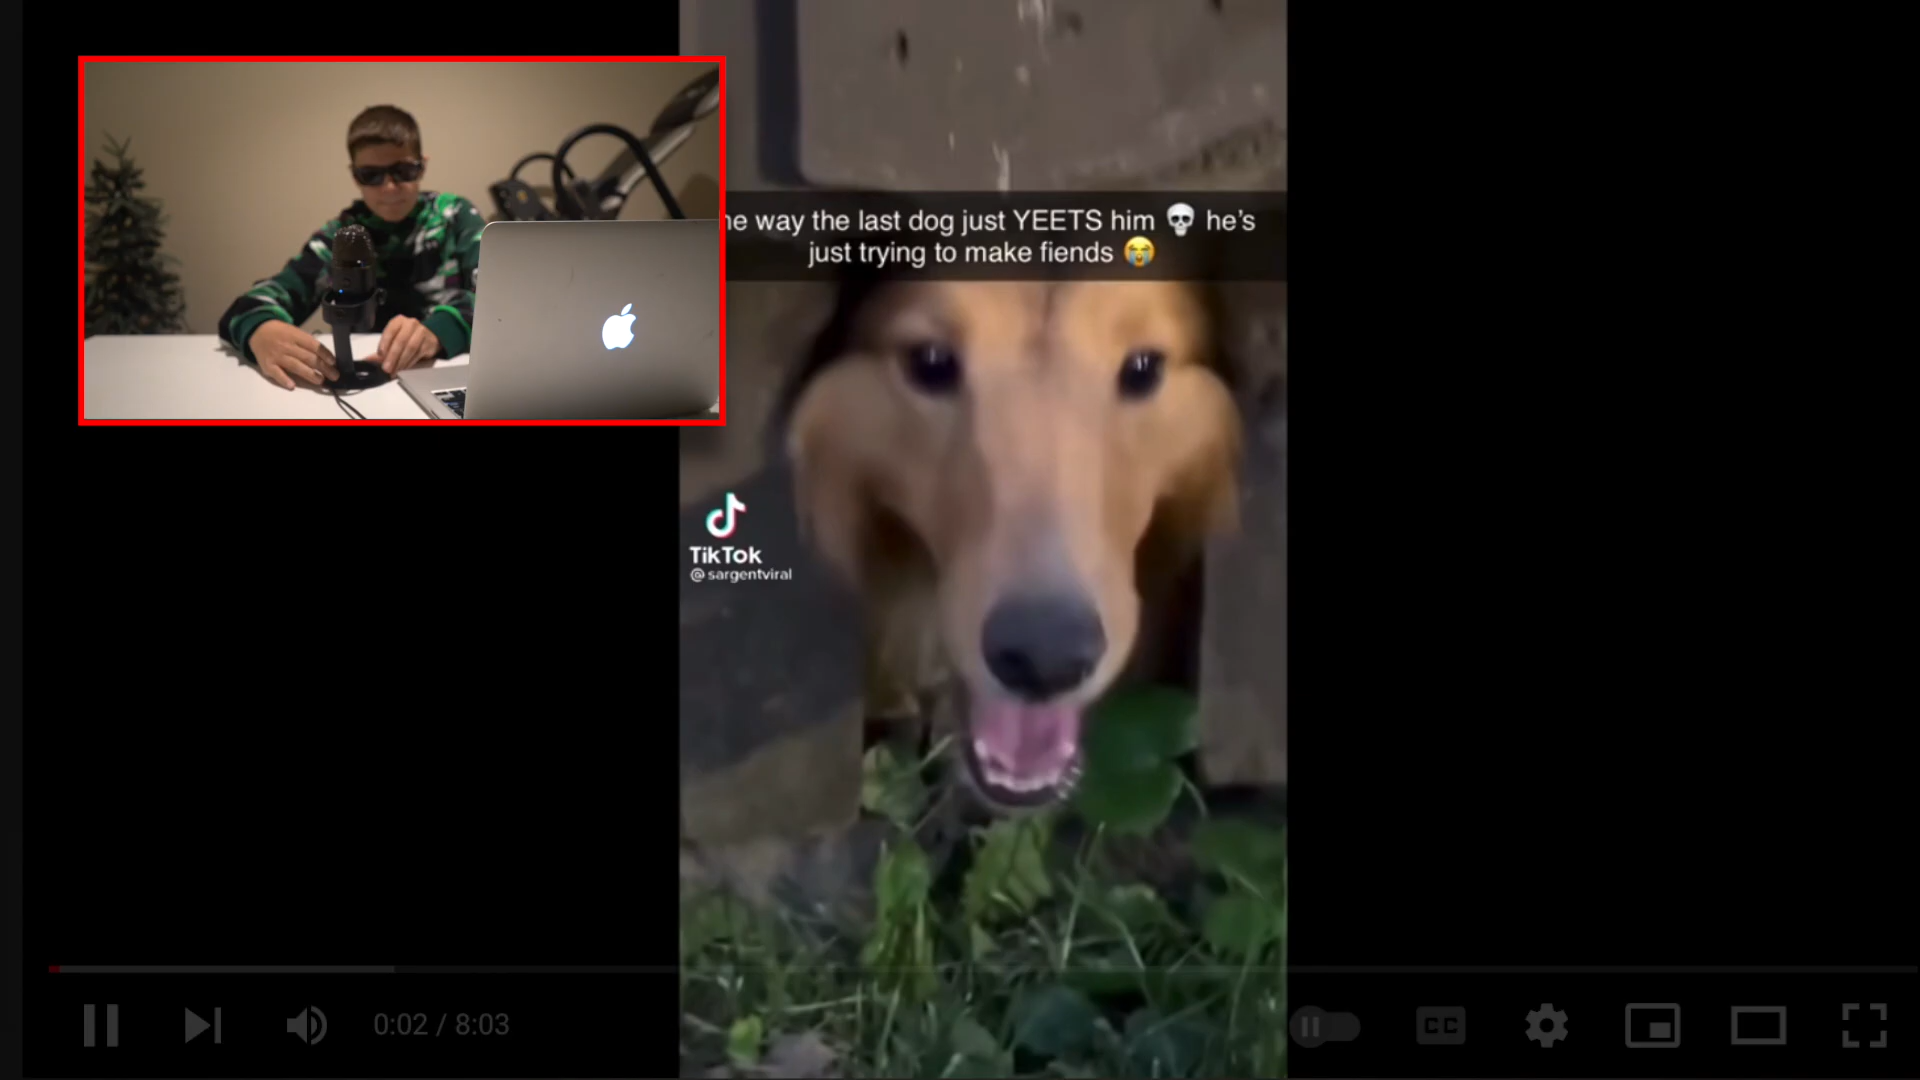 he way the last dog just YEETS him 💀 he's
just trying to make fiends 😭
TikTok
@sargentviral
0:02 / 8:03
CC